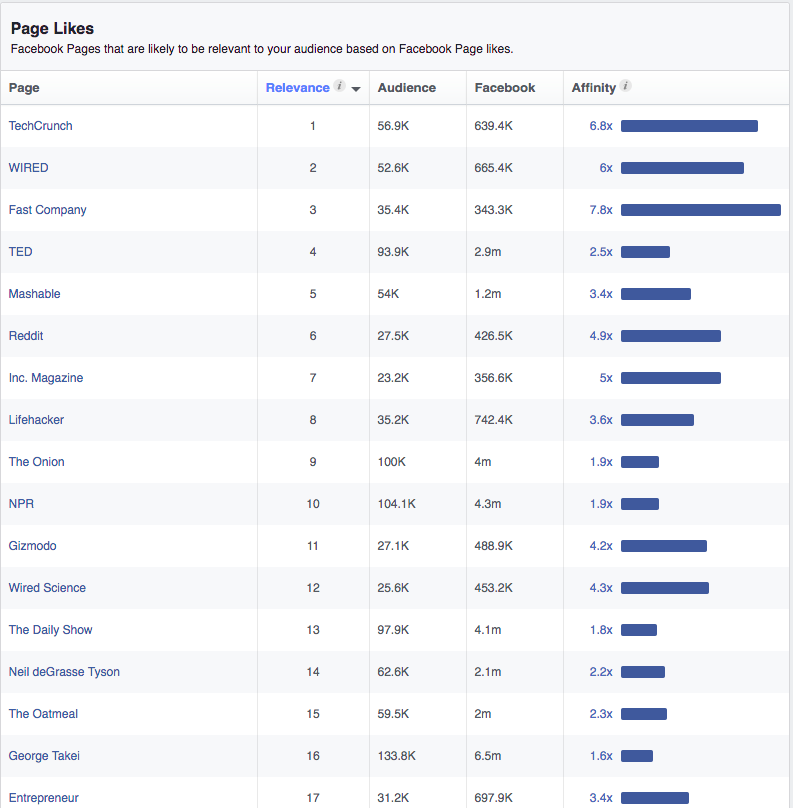 Page Likes
Facebook Pages that are likely to be relevant to your audience based on Facebook Page likes.
Page Relevance i Audience Facebook Affinity i
TechCrunch 1 56.9K 639.4K 6.8x
WIRED 2 52.6K 665.4K 6x
Fast Company 3 35.4K 343.3K 7.8x
TED 4 93.9K 2.9m 2.5x
Mashable 5 54K 1.2m 3.4x
Reddit 6 27.5K 426.5K 4.9x
Inc. Magazine 7 23.2K 356.6K 5x
Lifehacker 8 35.2K 742.4K 3.6x
The Onion 9 100K 4m 1.9x
NPR 10 104.1K 4.3m 1.9x
Gizmodo 11 27.1K 488.9K 4.2x
Wired Science 12 25.6K 453.2K 4.3x
The Daily Show 13 97.9K 4.1m 1.8x
Neil deGrasse Tyson 14 62.6K 2.1m 2.2x
The Oatmeal 15 59.5K 2m 2.3x
George Takei 16 133.8K 6.5m 1.6x
Entrepreneur 17 31.2K 697.9K 3.4x